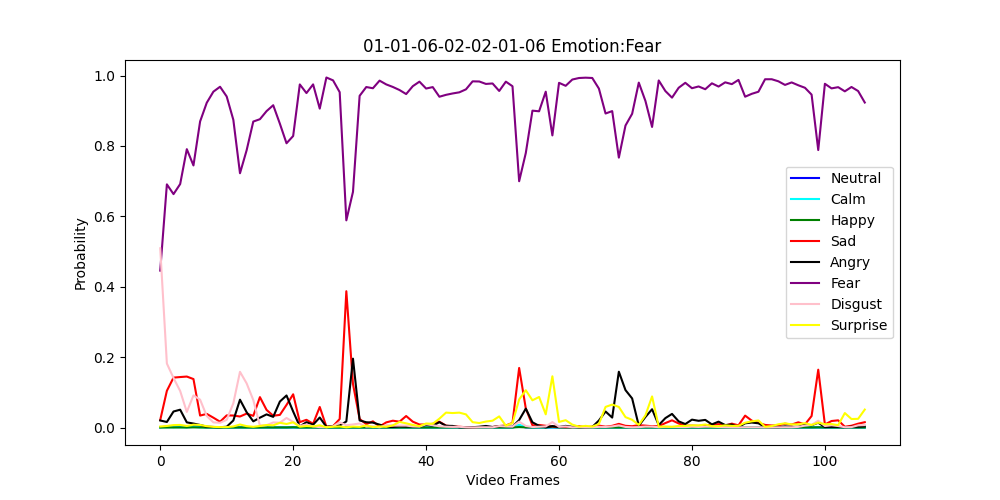 01-01-06-02-02-01-06 Emotion:Fear
1.0
0.8
0.6
0.4
0.2
0.0
Probability
Neutral
Calm
Happy
Sad
Angry
Fear
Disgust
Surprise
0 20 40 60 80 100
Video Frames